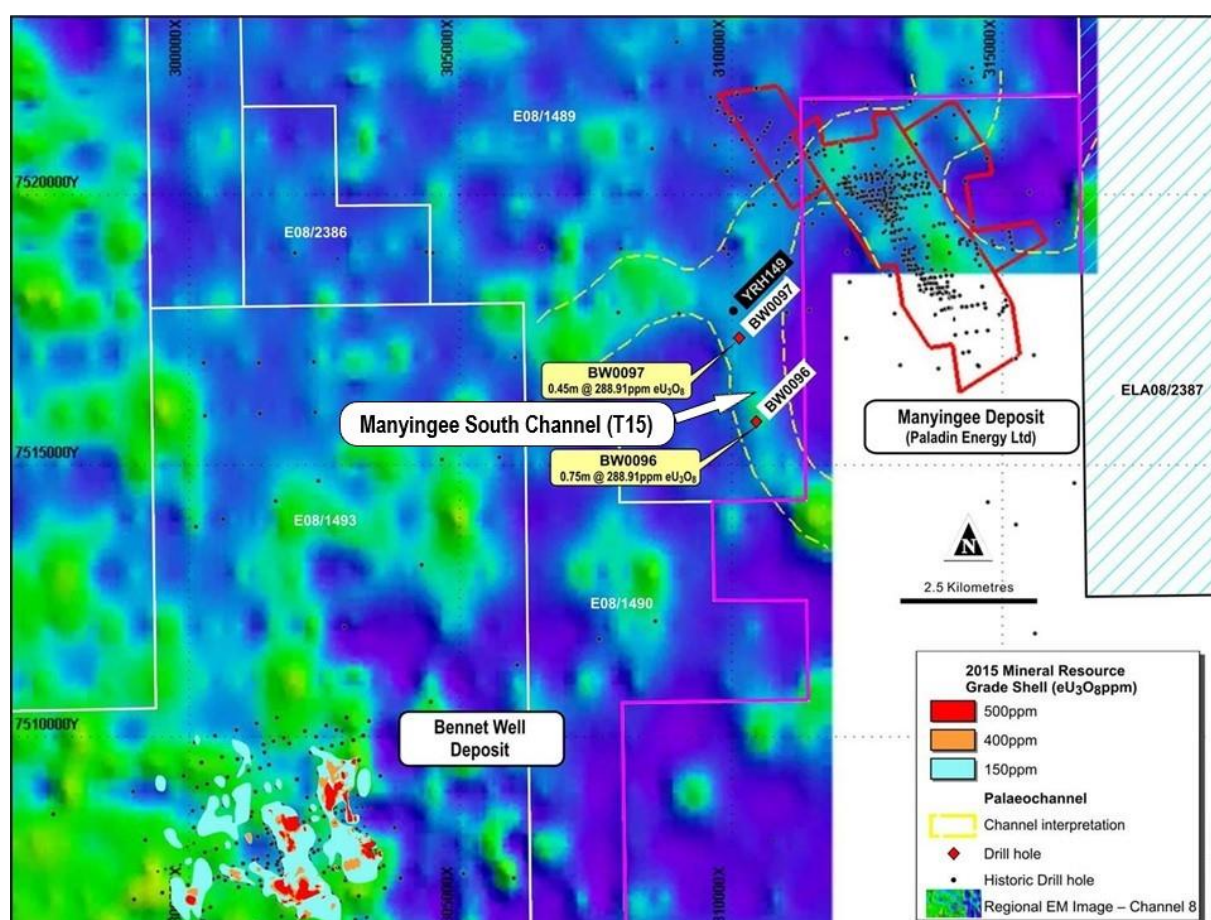 300000X
305000X
310000X
315000X
E08/1489
7520000Y
E08/2386
YRH149
BW0097
BW0097
0.45m @ 288.91ppm eU₃O₈
BW0096
Manyingee South Channel (T15)
Manyingee Deposit
(Paladin Energy Ltd)
ELA08/2387
BW0096
0.75m @ 288.91ppm eU₃O₈
7515000Y
E08/1493
N
2.5 Kilometres
E08/1490
2015 Mineral Resource
Grade Shell (eU₃O₈ppm)
500ppm
400ppm
150ppm
Palaeochannel
Channel interpretation
Drill hole
Historic Drill hole
Regional EM Image – Channel 8
7510000Y
Bennet Well
Deposit
305000X
310000X